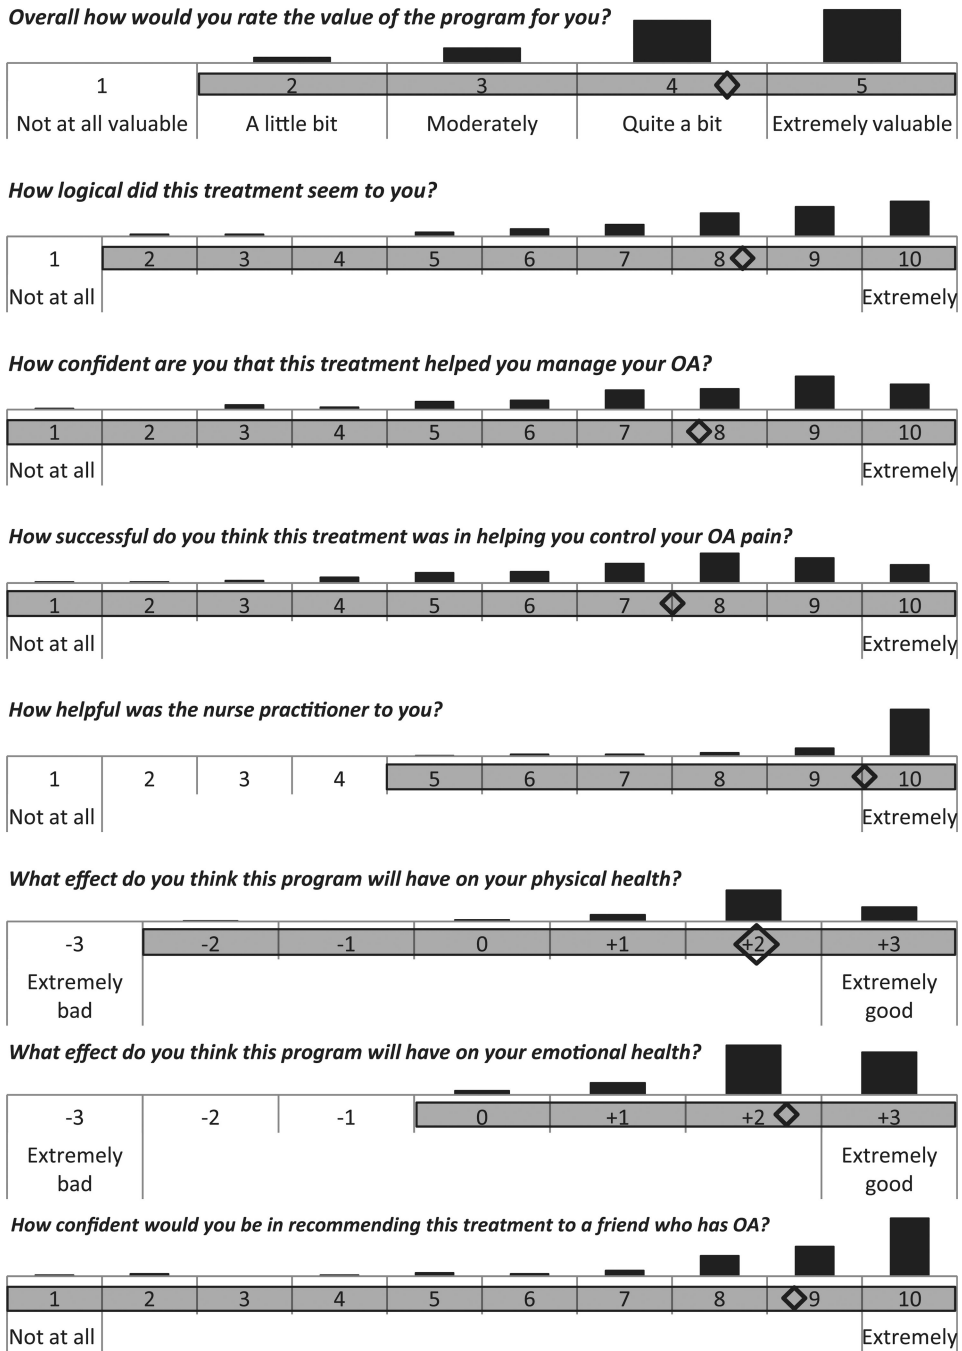 Overall how would you rate the value of the program for you?
1 2 3 4 5
Not at all valuable A little bit Moderately Quite a bit Extremely valuable
How logical did this treatment seem to you?
1 2 3 4 5 6 7 8 9 10
Not at all Extremely
How confident are you that this treatment helped you manage your OA?
1 2 3 4 5 6 7 8 9 10
Not at all Extremely
How successful do you think this treatment was in helping you control your OA pain?
1 2 3 4 5 6 7 8 9 10
Not at all Extremely
How helpful was the nurse practitioner to you?
1 2 3 4 5 6 7 8 9 10
Not at all Extremely
What effect do you think this program will have on your physical health?
-3 -2 -1 0 +1 +2 +3
Extremely Extremely
bad good
What effect do you think this program will have on your emotional health?
-3 -2 -1 0 +1 +2 +3
Extremely Extremely
bad good
How confident would you be in recommending this treatment to a friend who has OA?
1 2 3 4 5 6 7 8 9 10
Not at all Extremely